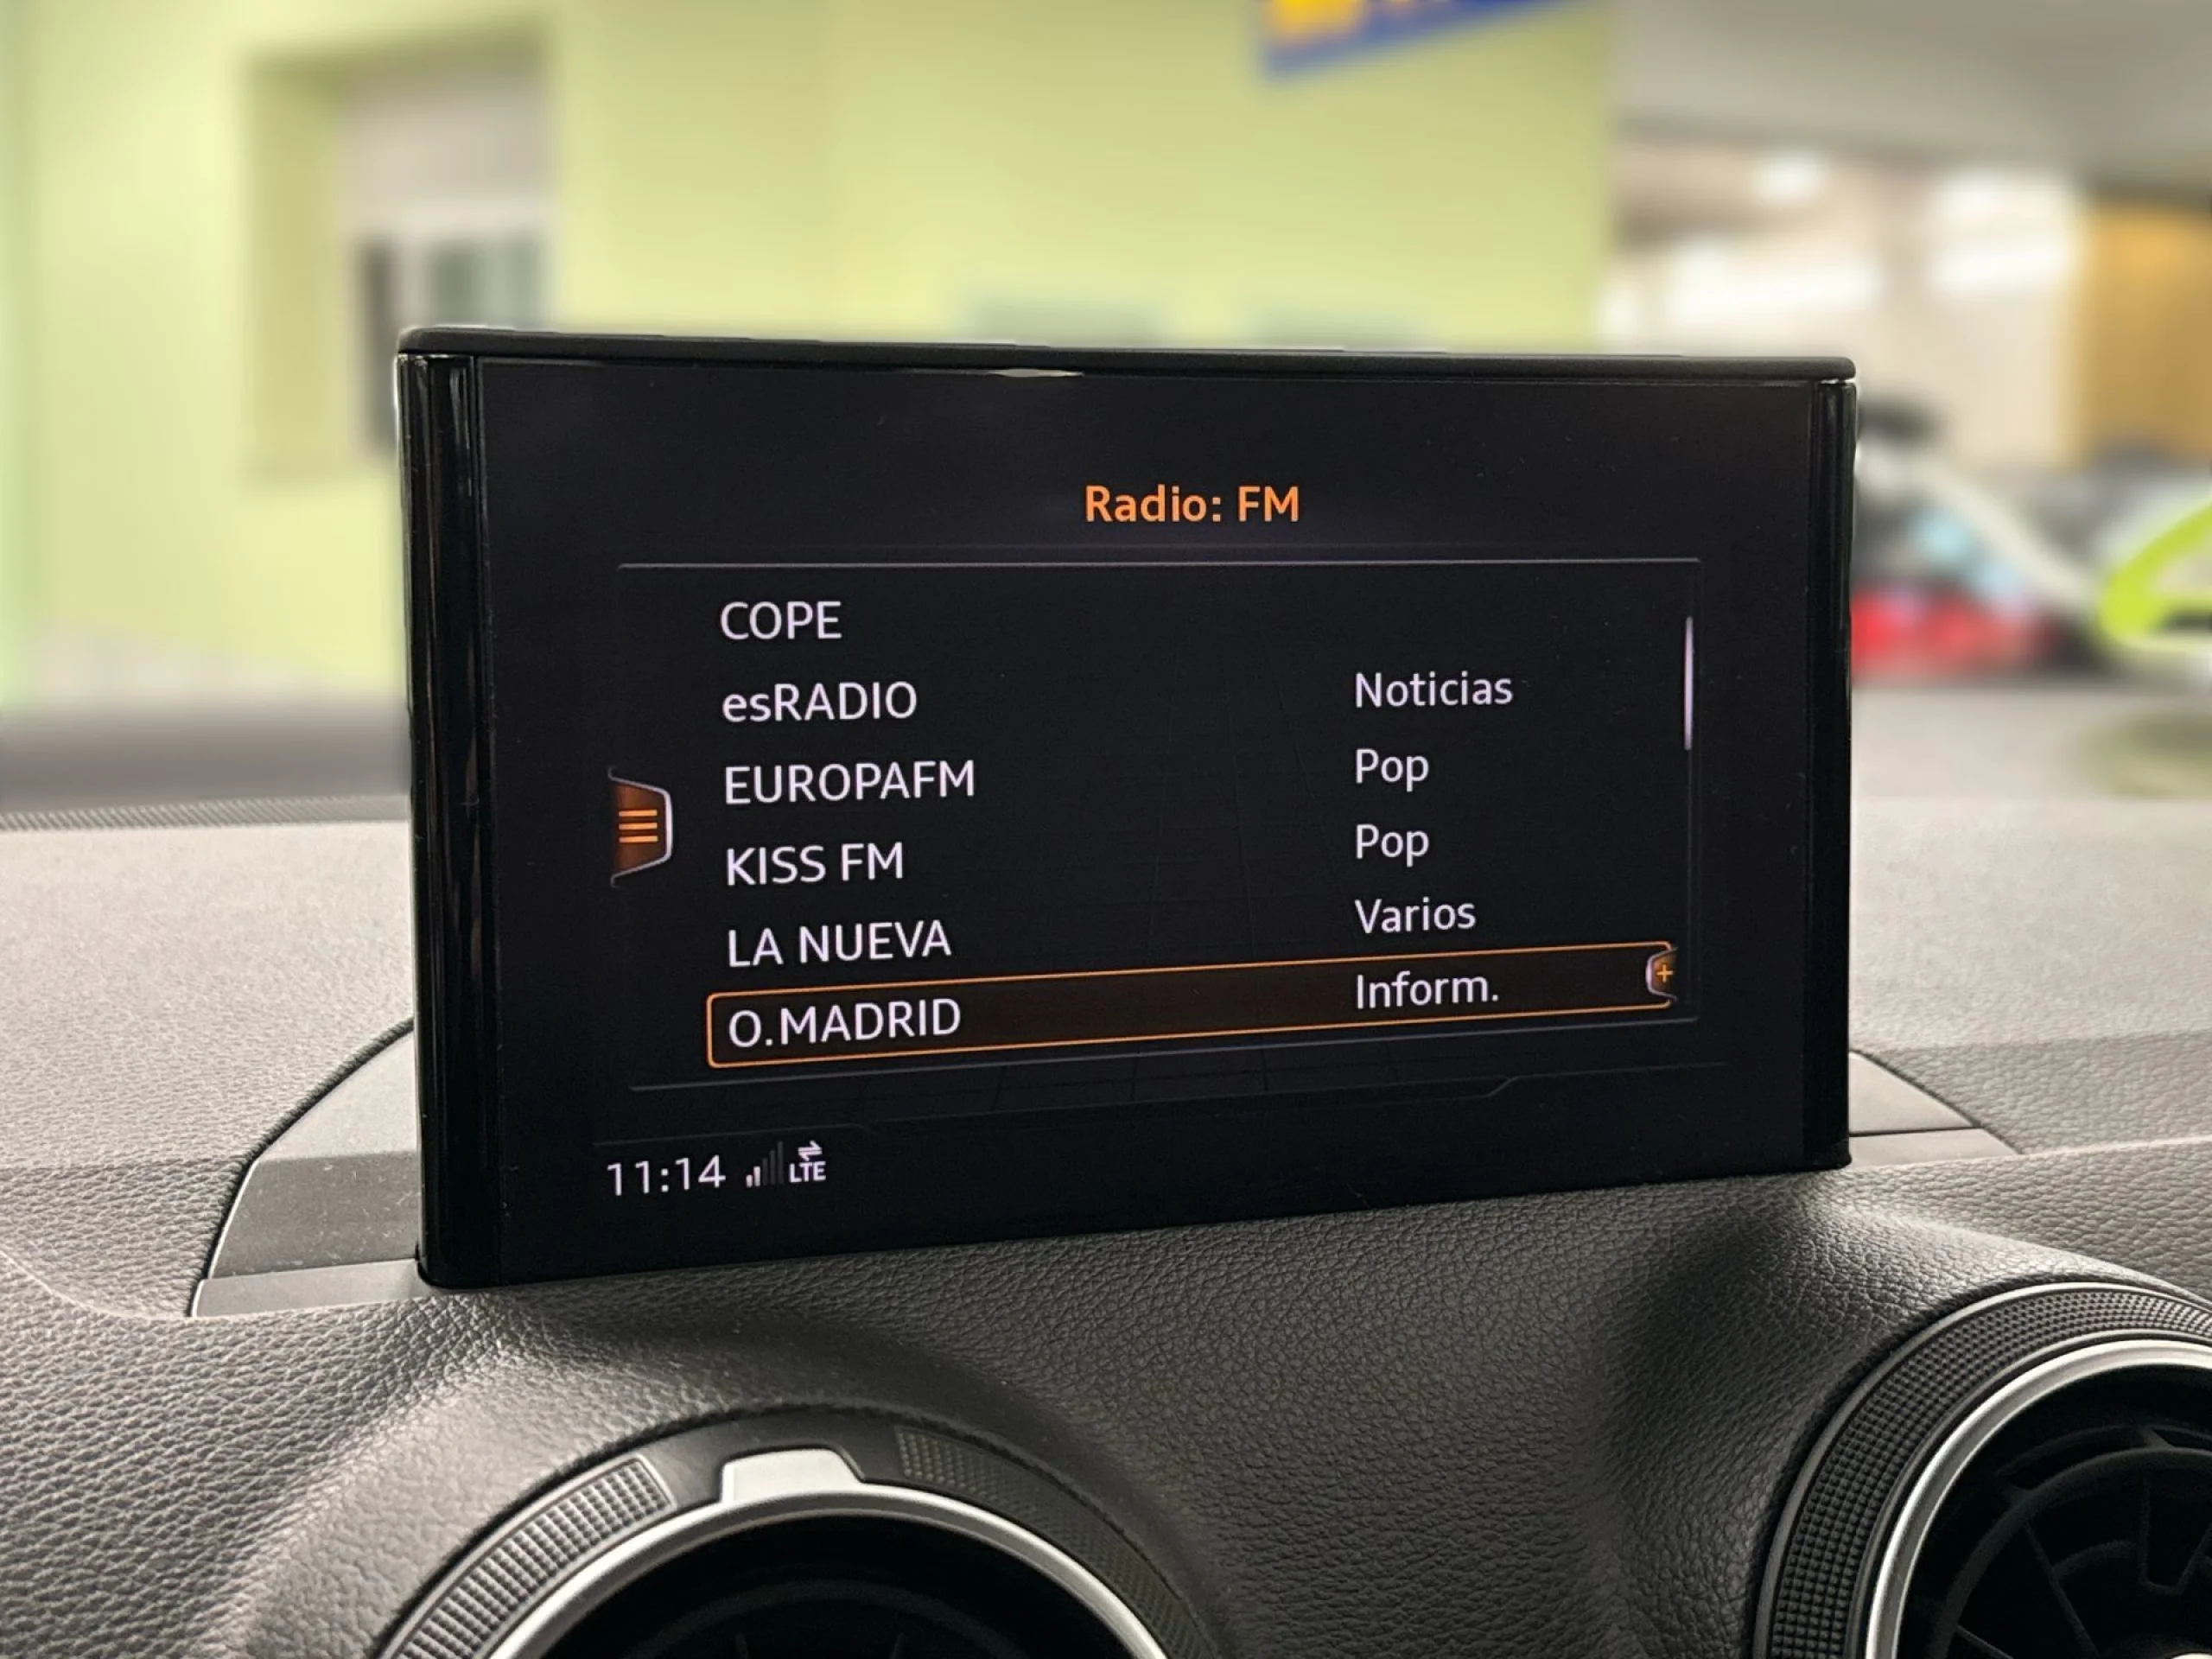 Radio: FM
COPE
esRADIO Noticias
EUROPAFM Pop
KISS FM Pop
LA NUEVA Varios
O.MADRID Inform.
11:14 LTE